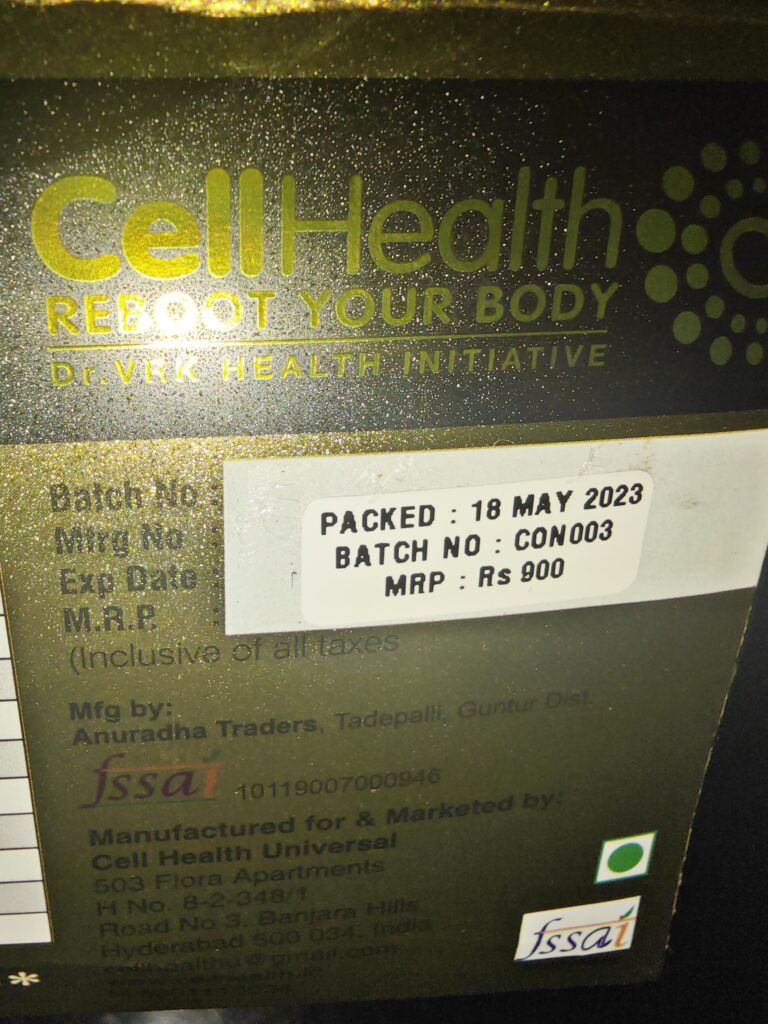 CellHealth
REBOOT YOUR BODY
Dr.VRK HEALTH INITIATIVE
Batch No :
Mfrg No :
Exp Date :
M.R.P. :
(Inclusive of all taxes
PACKED : 18 MAY 2023
BATCH NO : CON003
MRP : Rs 900
Mfg by:
Anuradha Traders, Tadepalli, Guntur Dist
fssai 10119007000946
Manufactured for & Marketed by:
Cell Health Universal
503 Flora Apartments
H No. 8-2-348/1
Road No 3, Banjara Hills
Hyderabad 500 034, India
fssai
*